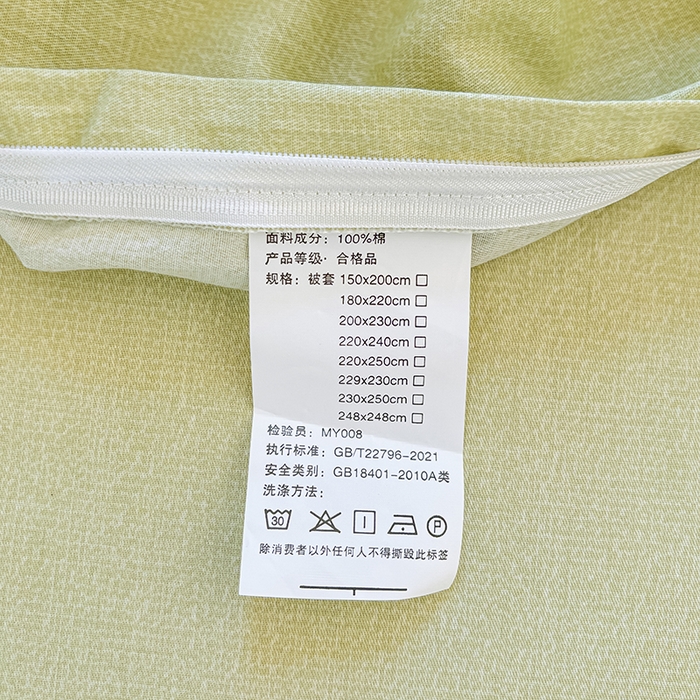 面料成分：100%棉
产品等级：合格品
规格：被套 150x200cm □
180x220cm □
200x230cm □
220x240cm □
220x250cm □
229x230cm □
230x250cm □
248x248cm □
检验员：MY008
执行标准：GB/T22796-2021
安全类别：GB18401-2010A类
洗涤方法：
30 P
除消费者以外任何人不得撕毁此标签